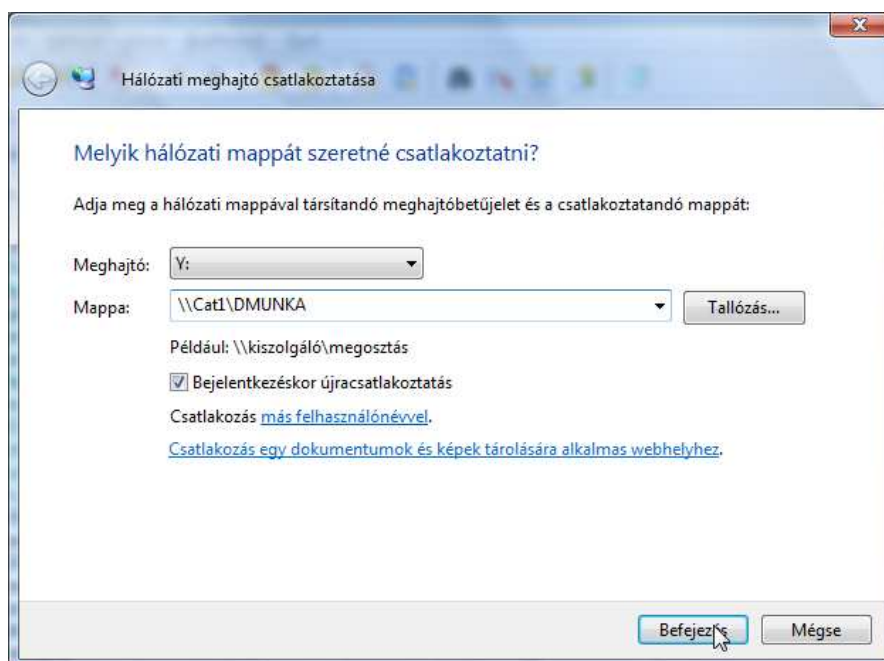 Hálózati meghajtó csatlakoztatása
Melyik hálózati mappát szeretné csatlakoztatni?
Adja meg a hálózati mappával társítandó meghajtóbetűjelet és a csatlakoztatandó mappát:
Meghajtó: Y:
Mappa: \\Cat1\DMUNKA Tallózás...
Például: \\kiszolgáló\megosztás
Bejelentkezéskor újracsatlakoztatás
Csatlakozás más felhasználónévvel.
Csatlakozás egy dokumentumok és képek tárolására alkalmas webhelyhez.
Befejezés Mégse